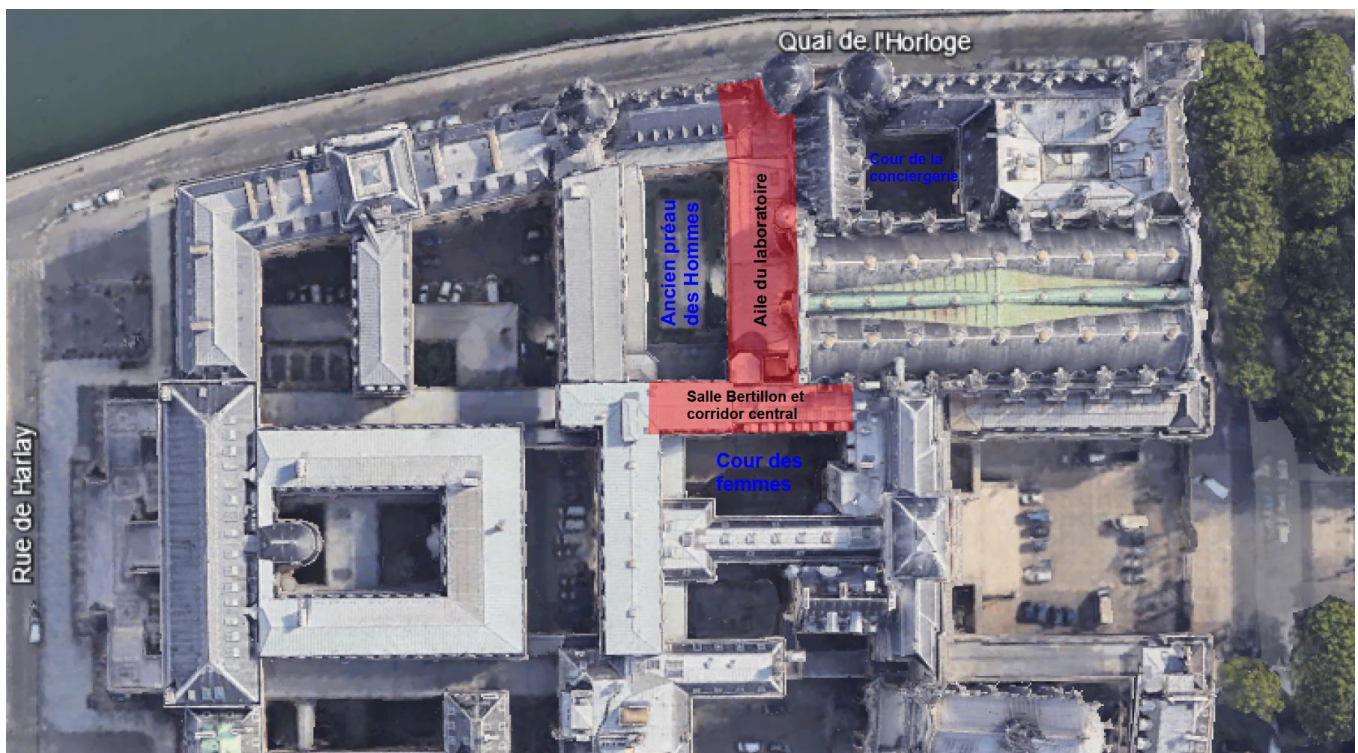 Quai de l'Horloge
Cour de la
conciergerie
Aile du laboratoire
Ancien préau
des Hommes
Salle Bertillon et
corridor central
Cour des
femmes
Rue de Harlay